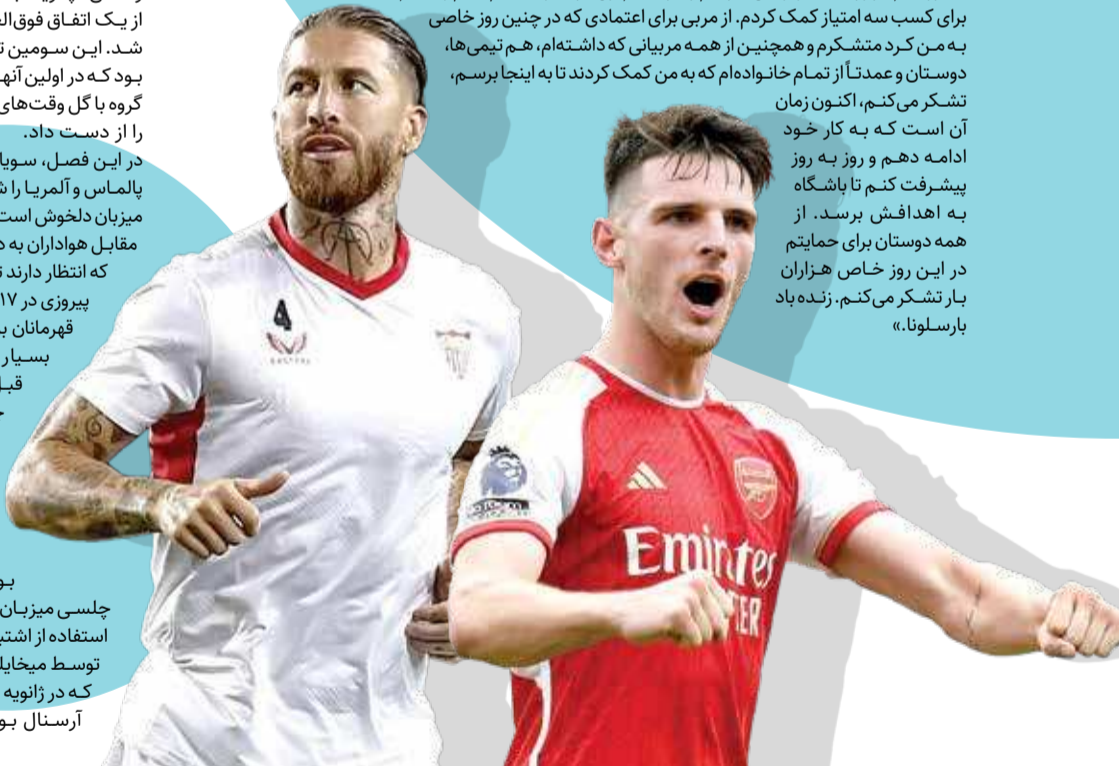 برای کسب سه امتیاز کمک کردم. از مربی برای اعتمادی که در چنین روز خاصی
به من کرد متشکرم و همچنین از همه مربیانی که داشته‌ام، هم تیمی‌ها،
دوستان و عمدتاً از تمام خانواده‌ام که به من کمک کردند تا به اینجا برسم،
تشکر می‌کنم، اکنون زمان
آن است که به کار خود
ادامه دهم و روز به روز
پیشرفت کنم تا باشگاه
به اهدافش برسد. از
همه دوستان برای حمایتم
در این روز خاص هزاران
بار تشکر می‌کنم. زنده باد
بارسلونا.»
از یک اتفاق فوق‌الع
شد. این سومین ت
بود که در اولین آنه
گروه با گل وقت‌های
را از دست داد.
در این فصل، سویا
پالماس و آلمریا را ش
میزبان دلخوش است
مقابل هواداران به د
که انتظار دارند ت
پیروزی در ۱۷
قهرمانان ب
بسیار
قبل
بو
چلسی میزبان
استفاده از اشتب
توسط میخایل
که در ژانویه
آرسنال بو
4
Emirates
Arsenal